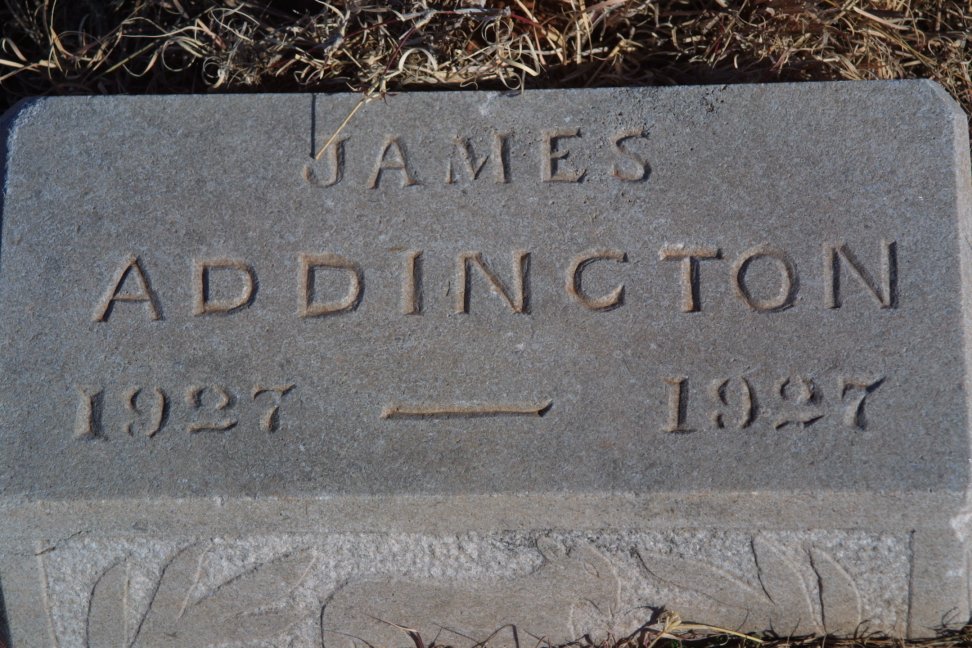 JAMES
ADDINGTON
1927 — 1927